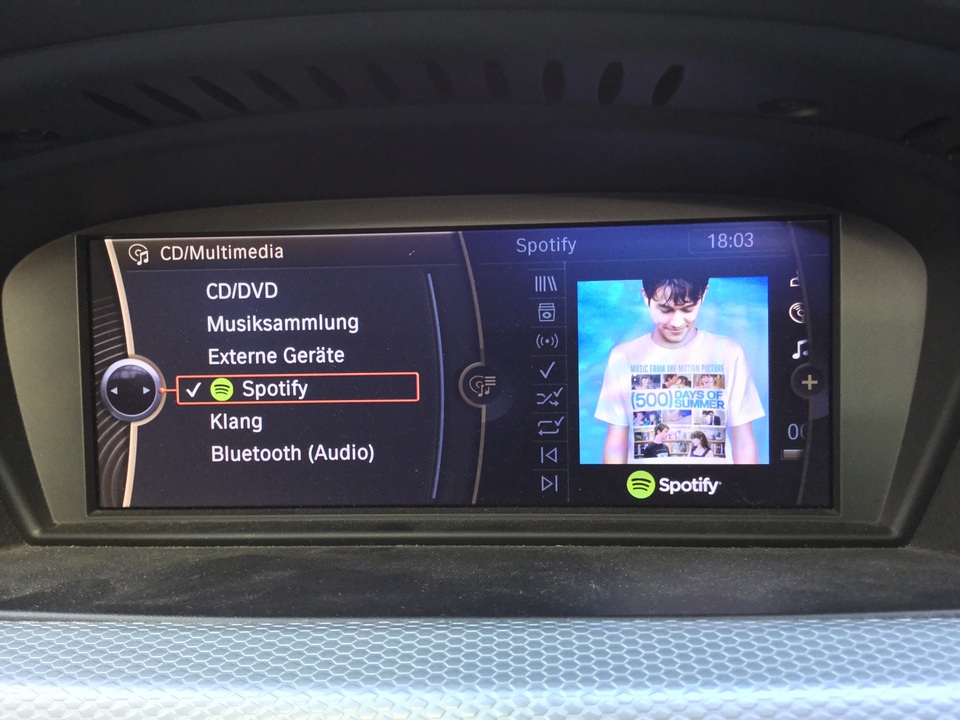 CD/Multimedia
CD/DVD
Musiksammlung
Externe Geräte
Spotify
Klang
Bluetooth (Audio)
Spotify
18:03
MUSIC FROM THE MOTION PICTURE
(500) DAYS OF
SUMMER
Spotify